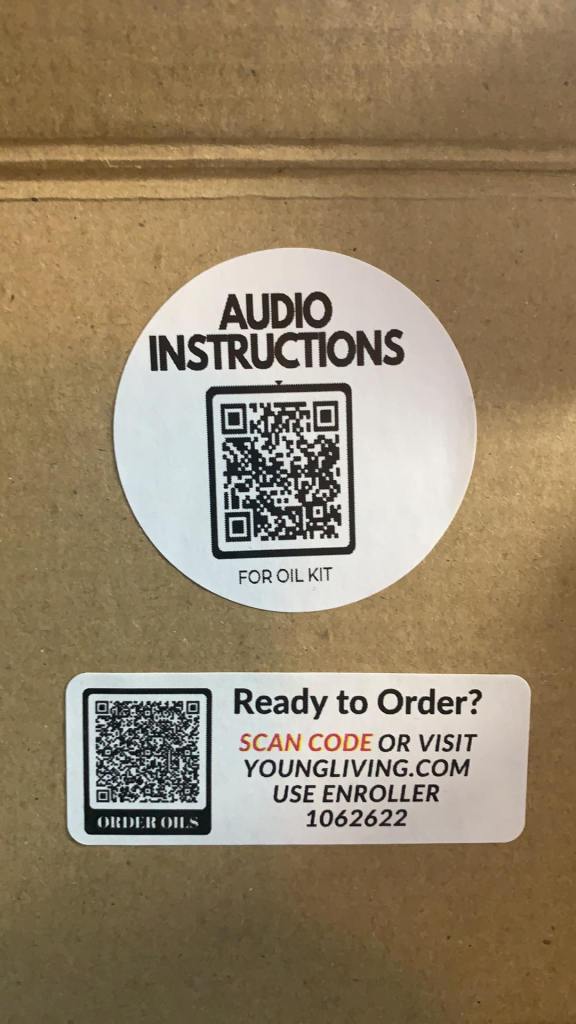 AUDIO
INSTRUCTIONS
FOR OIL KIT
Ready to Order?
SCAN CODE OR VISIT
YOUNGLIVING.COM
USE ENROLLER
1062622
ORDER OILS